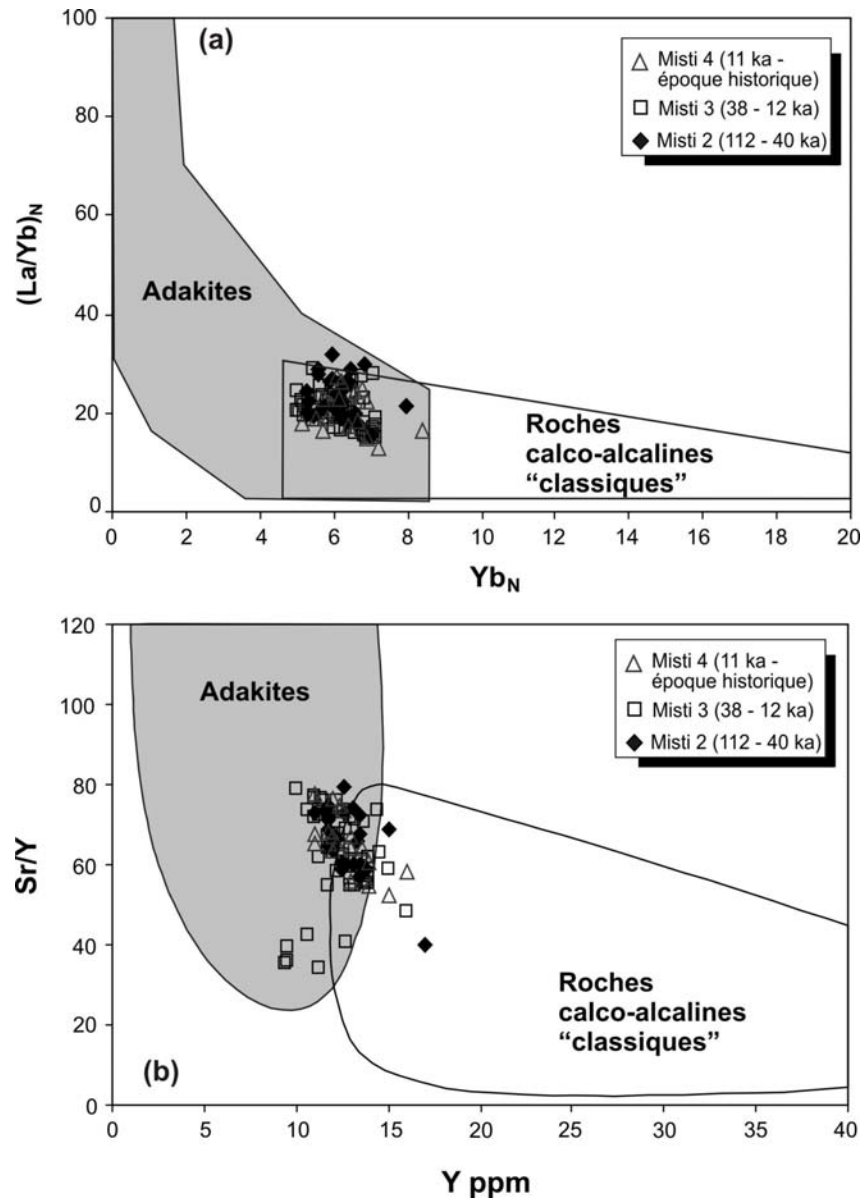 (a)
100
80
60
40
20
0
(La/Yb)N
Misti 4 (11 ka -
époque historique)
Misti 3 (38 - 12 ka)
Misti 2 (112 - 40 ka)
Adakites
Roches
calco-alcalines
“classiques”
0 2 4 6 8 10 12 14 16 18 20
YbN
120
100
80
60
40
20
0
Sr/Y
Misti 4 (11 ka -
époque historique)
Misti 3 (38 - 12 ka)
Misti 2 (112 - 40 ka)
Adakites
Roches
calco-alcalines
“classiques”
(b)
0 5 10 15 20 25 30 35 40
Y ppm